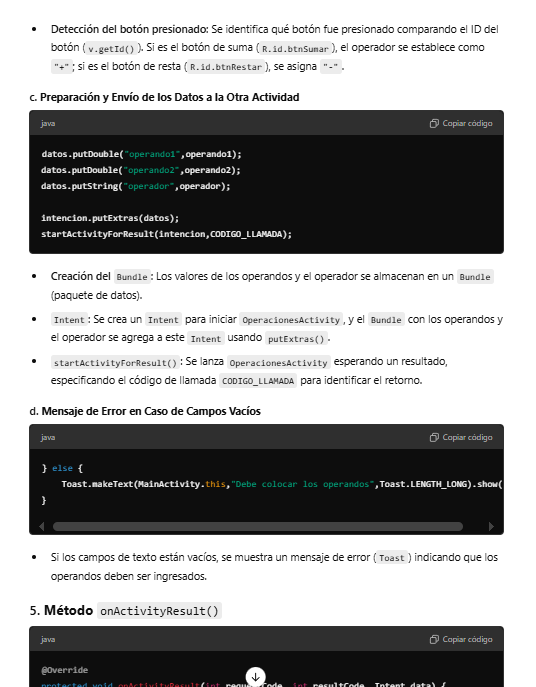 • Detección del botón presionado: Se identifica qué botón fue presionado comparando el ID del
botón ( v.getId() ). Si es el botón de suma ( R.id.btnSumar ), el operador se establece como
"+" ; si es el botón de resta ( R.id.btnRestar ), se asigna "-" .
c. Preparación y Envío de los Datos a la Otra Actividad
java Copiar código
datos.putDouble("operando1",operando1);
datos.putDouble("operando2",operando2);
datos.putString("operador",operador);
intencion.putExtras(datos);
startActivityForResult(intencion,CODIGO_LLAMADA);
• Creación del Bundle : Los valores de los operandos y el operador se almacenan en un Bundle
(paquete de datos).
• Intent : Se crea un Intent para iniciar OperacionesActivity , y el Bundle con los operandos y
el operador se agrega a este Intent usando putExtras() .
• startActivityForResult() : Se lanza OperacionesActivity esperando un resultado,
especificando el código de llamada CODIGO_LLAMADA para identificar el retorno.
d. Mensaje de Error en Caso de Campos Vacíos
java Copiar código
} else {
Toast.makeText(MainActivity.this,"Debe colocar los operandos",Toast.LENGTH_LONG).show(
}
• Si los campos de texto están vacíos, se muestra un mensaje de error ( Toast ) indicando que los
operandos deben ser ingresados.
5. Método onActivityResult()
java Copiar código
@Override
protected void onActivityResult(int requestCode, int resultCode, Intent data) {